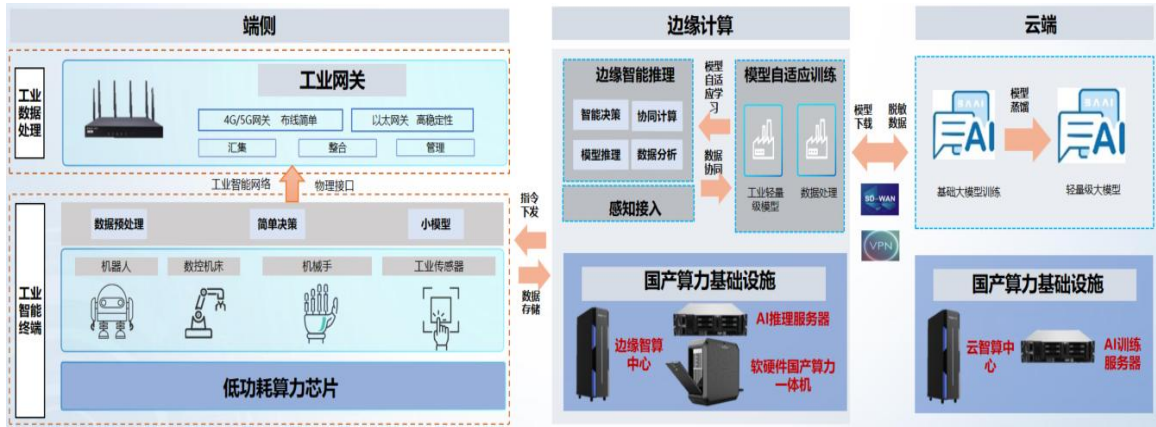 端侧
工业
数据
处理
工业网关
4G/5G网关 布线简单
以太网关 高稳定性
汇集
整合
管理
工业智能网络
物理接口
工业
智能
终端
数据预处理
简单决策
小模型
机器人
数控机床
机械手
工业传感器
低功耗算力芯片
指令
下发
数据
存储
边缘计算
边缘智能推理
智能决策
协同计算
模型推理
数据分析
感知接入
模型
自适
应学
习
数据
协同
模型自适应训练
工业轻量
级模型
数据处理
国产算力基础设施
边缘智算
中心
AI推理服务器
软硬件国产算力
一体机
模型
下载
脱敏
数据
SD-WAN
VPN
云端
BAAI
AI
模型
蒸馏
BAAI
AI
基础大模型训练
轻量级大模型
国产算力基础设施
云智算中
心
AI训练
服务器